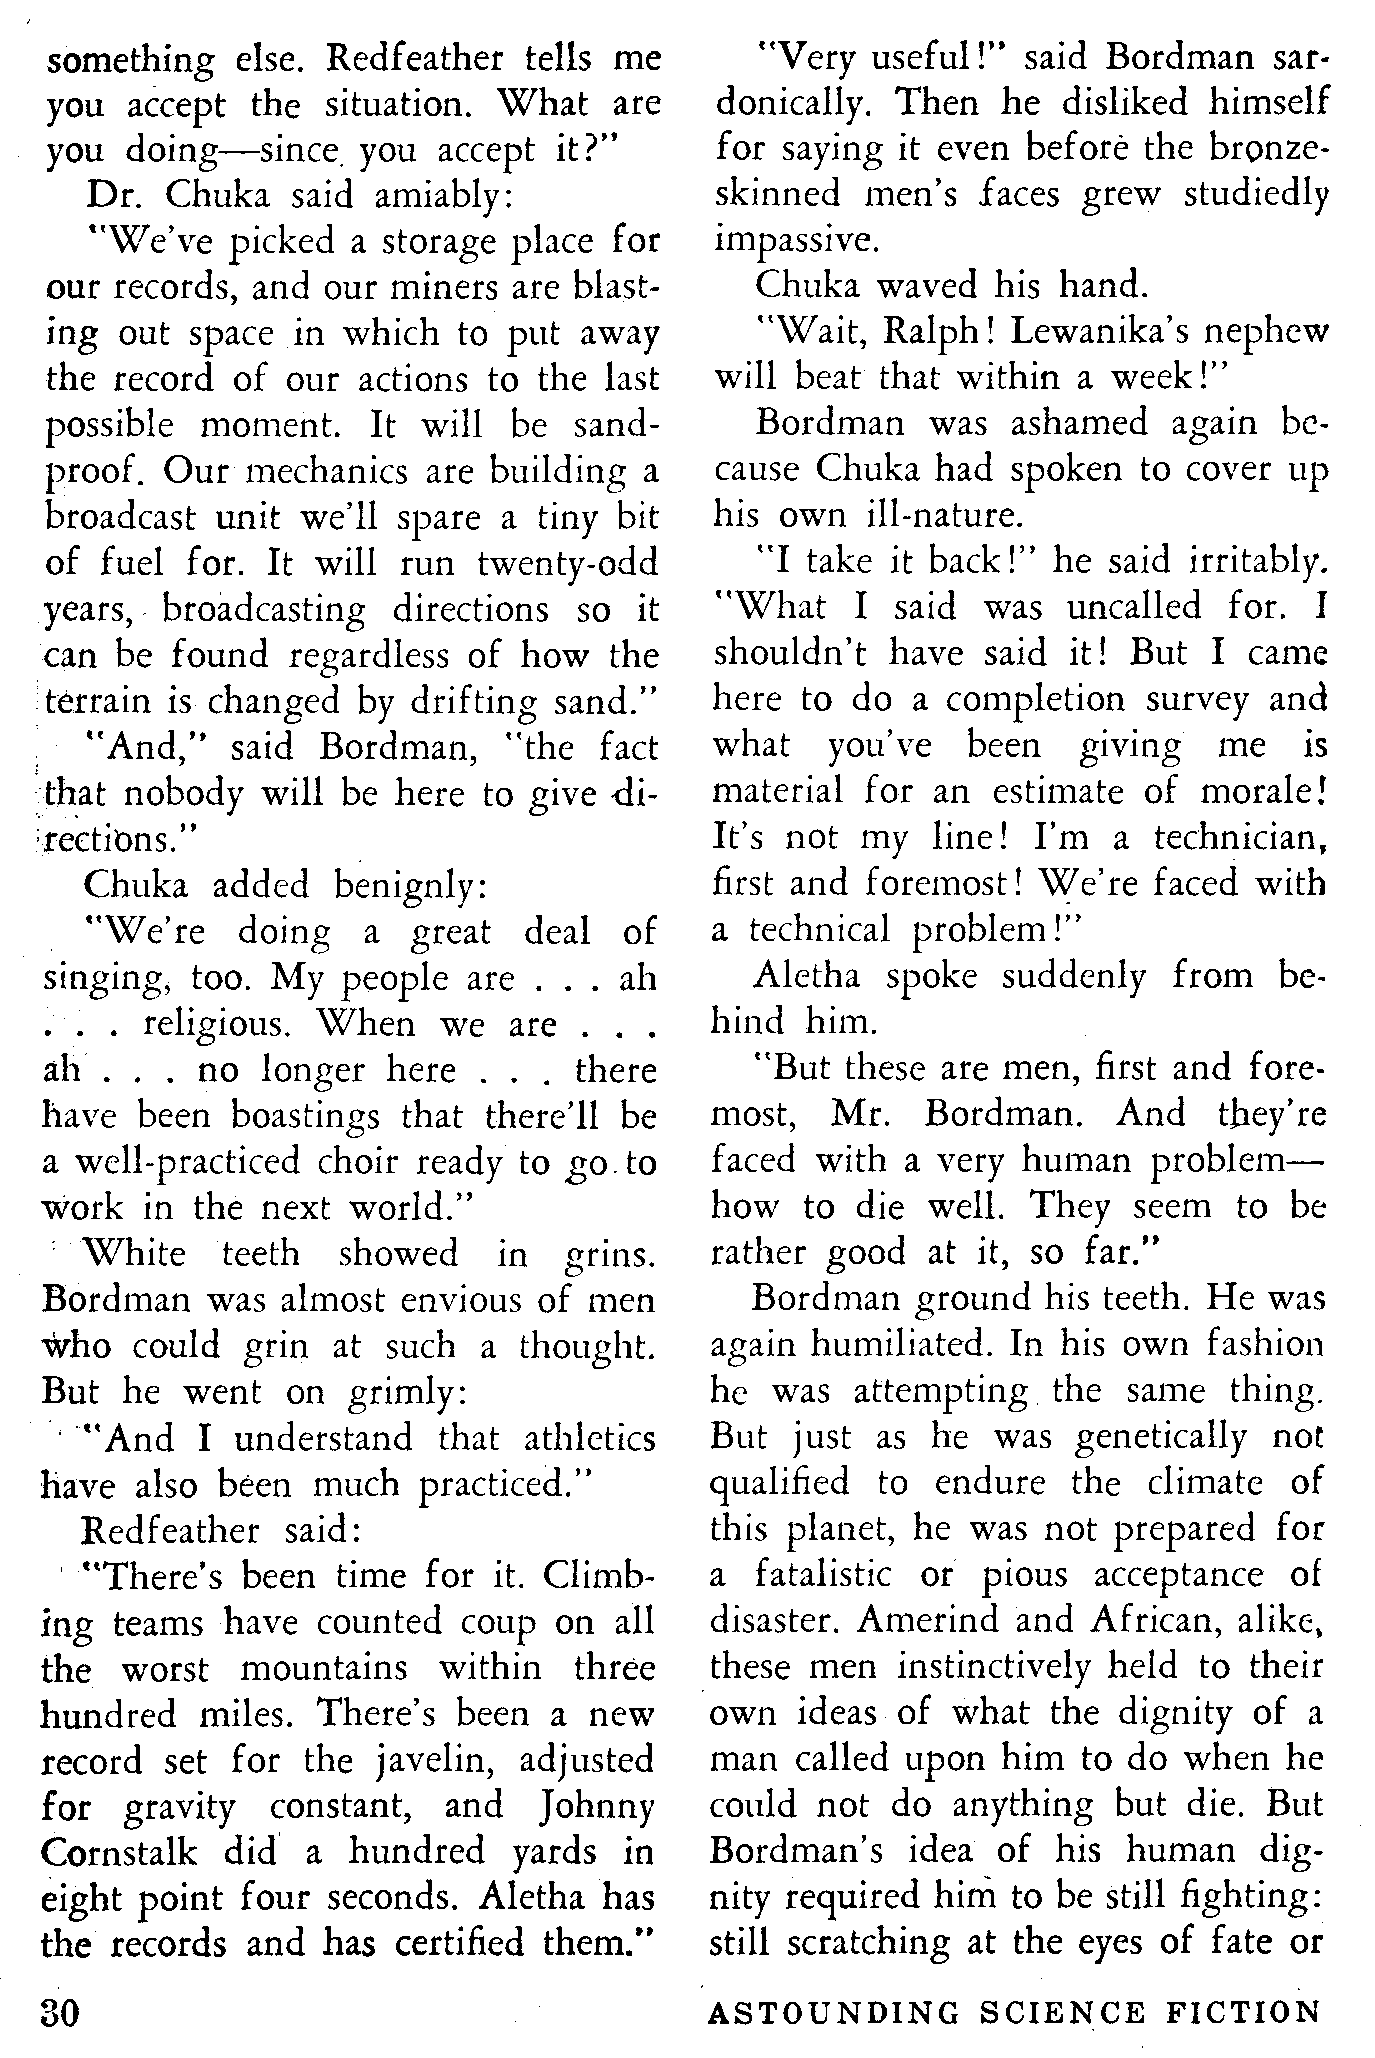 something else. Redfeather tells me
you accept the situation. What are
you doing—since you accept it?"
Dr. Chuka said amiably:
"We've picked a storage place for
our records, and our miners are blast-
ing out space in which to put away
the record of our actions to the last
possible moment. It will be sand-
proof. Our mechanics are building a
broadcast unit we'll spare a tiny bit
of fuel for. It will run twenty-odd
years, broadcasting directions so it
can be found regardless of how the
terrain is changed by drifting sand."
"And," said Bordman, "the fact
that nobody will be here to give di-
rections."
Chuka added benignly:
"We're doing a great deal of
singing, too. My people are . . . ah
. . . religious. When we are . . .
ah . . . no longer here . . . there
have been boastings that there'll be
a well-practiced choir ready to go to
work in the next world."
White teeth showed in grins.
Bordman was almost envious of men
who could grin at such a thought.
But he went on grimly:
"And I understand that athletics
have also been much practiced."
Redfeather said:
"There's been time for it. Climb-
ing teams have counted coup on all
the worst mountains within three
hundred miles. There's been a new
record set for the javelin, adjusted
for gravity constant, and Johnny
Cornstalk did a hundred yards in
eight point four seconds. Aletha has
the records and has certified them."
"Very useful!" said Bordman sar-
donically. Then he disliked himself
for saying it even before the bronze-
skinned men's faces grew studiedly
impassive.
Chuka waved his hand.
"Wait, Ralph! Lewanika's nephew
will beat that within a week!"
Bordman was ashamed again be-
cause Chuka had spoken to cover up
his own ill-nature.
"I take it back!" he said irritably.
"What I said was uncalled for. I
shouldn't have said it! But I came
here to do a completion survey and
what you've been giving me is
material for an estimate of morale!
It's not my line! I'm a technician,
first and foremost! We're faced with
a technical problem!"
Aletha spoke suddenly from be-
hind him.
"But these are men, first and fore-
most, Mr. Bordman. And they're
faced with a very human problem—
how to die well. They seem to be
rather good at it, so far."
Bordman ground his teeth. He was
again humiliated. In his own fashion
he was attempting the same thing.
But just as he was genetically not
qualified to endure the climate of
this planet, he was not prepared for
a fatalistic or pious acceptance of
disaster. Amerind and African, alike,
these men instinctively held to their
own ideas of what the dignity of a
man called upon him to do when he
could not do anything but die. But
Bordman's idea of his human dig-
nity required him to be still fighting:
still scratching at the eyes of fate or
30
ASTOUNDING SCIENCE FICTION